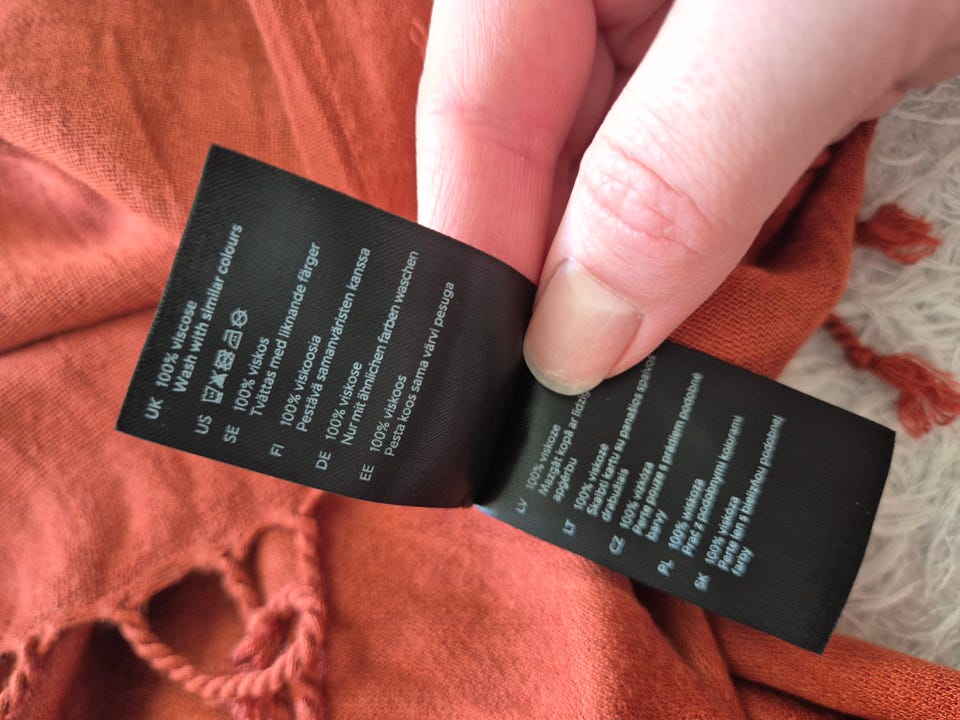 UK 100% viscose
Wash with similar colours
US
SE 100% viskos
Tvättas med liknande färger
FI 100% viskoosia
Pestävä samanväristen kanssa
DE 100% viskose
Nur mit ähnlichen farben waschen
EE 100% viskoos
Pesta koos sama värvi pesuga
LV 100% viskoze
Mazgāt kopā ar līdzīg
apģērbu
LT 100% viskozė
Skalbti kartu su panašios spalvos
drabužiais
CZ 100% viskóza
Perte pouze s prádlem podobné
barvy
PL 100% wiskoza
Prać z podobnymi kolorami
SK 100% viskóza
Perte len s bielizňou podobnej
farby